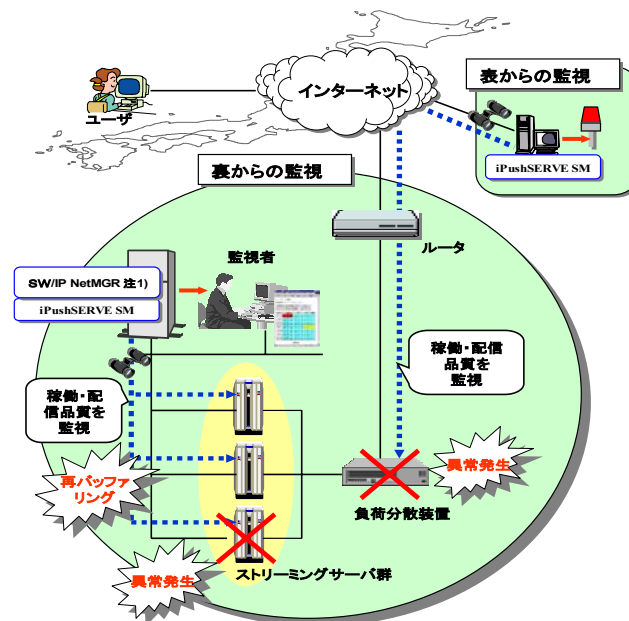 インターネット
ユーザ
表からの監視
iPushSERVE SM
裏からの監視
ルータ
監視者
SW/IP NetMGR 注1)
iPushSERVE SM
稼働・配信
品質を
監視
稼働・配
信品質を
監視
再バッファ
リング
異常発生
負荷分散装置
ストリーミングサーバ群
異常発生